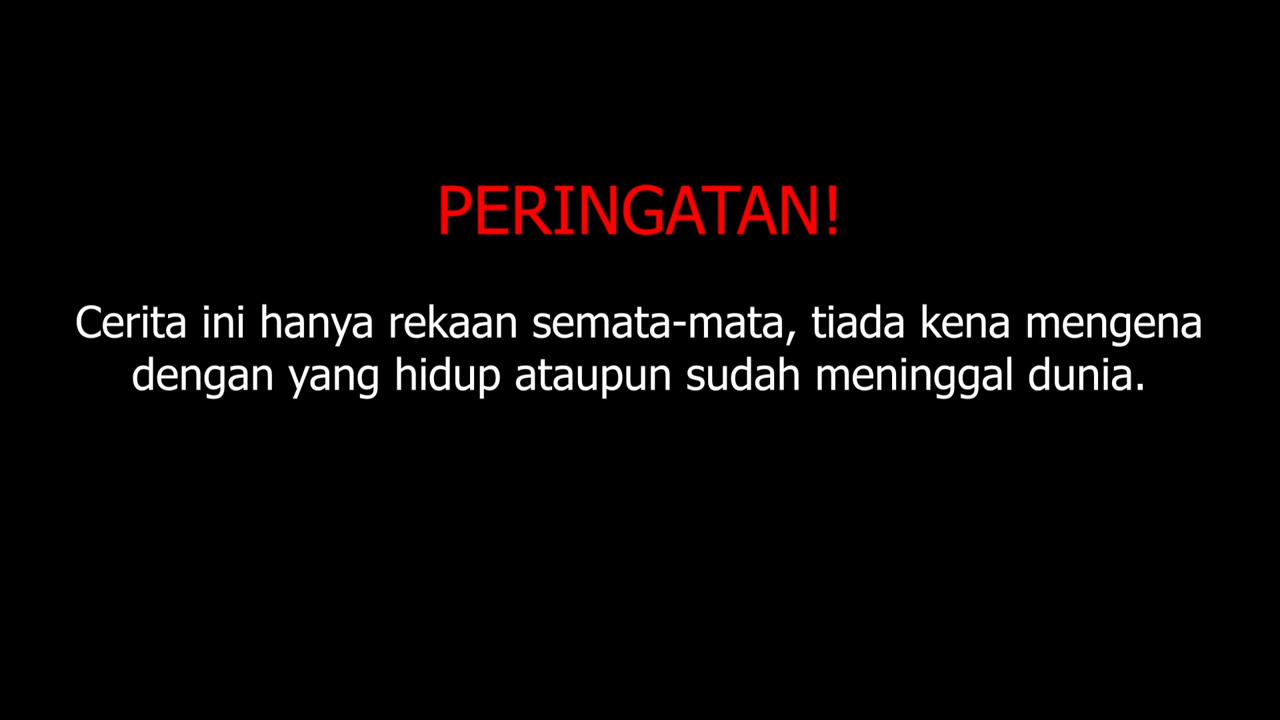 PERINGATAN!
Cerita ini hanya rekaan semata-mata, tiada kena mengena
dengan yang hidup ataupun sudah meninggal dunia.